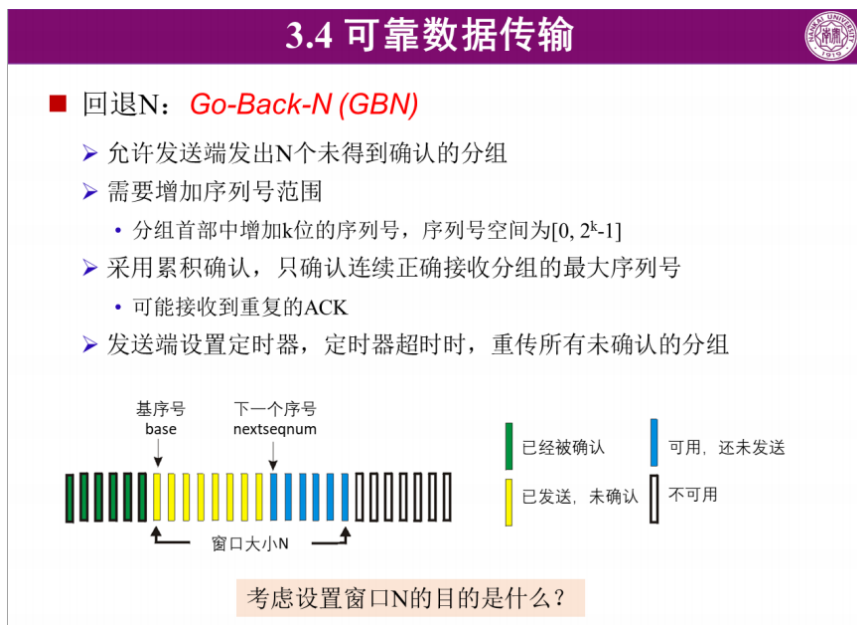 3.4 可靠数据传输
NANKAI UNIVERSITY
南開
1919
回退N：Go-Back-N (GBN)
允许发送端发出N个未得到确认的分组
需要增加序列号范围
分组首部中增加k位的序列号，序列号空间为[0, 2ᵏ-1]
采用累积确认，只确认连续正确接收分组的最大序列号
可能接收到重复的ACK
发送端设置定时器，定时器超时时，重传所有未确认的分组
基序号
base
下一个序号
nextseqnum
窗口大小N
已经被确认
可用，还未发送
已发送，未确认
不可用
考虑设置窗口N的目的是什么？